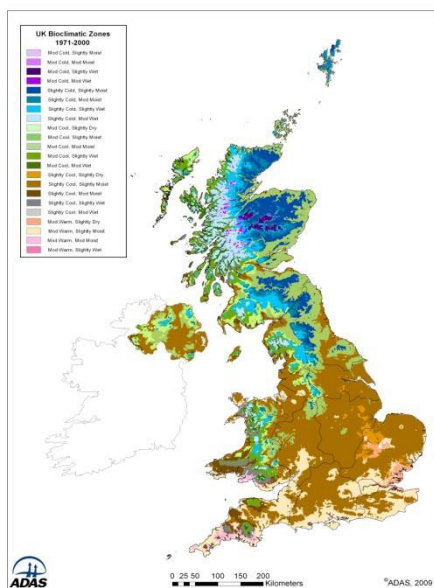 UK Bioclimatic Zones
1971-2000
Mod Cold, Slightly Moist
Mod Cold, Mod Moist
Mod Cold, Slightly Wet
Mod Cold, Mod Wet
Slightly Cold, Slightly Moist
Slightly Cold, Mod Moist
Slightly Cold, Slightly Wet
Slightly Cold, Mod Wet
Mod Cool, Slightly Dry
Mod Cool, Slightly Moist
Mod Cool, Mod Moist
Mod Cool, Slightly Wet
Mod Cool, Mod Wet
Slightly Cool, Slightly Dry
Slightly Cool, Slightly Moist
Slightly Cool, Mod Moist
Slightly Cool, Slightly Wet
Slightly Cool, Mod Wet
Mod Warm, Slightly Dry
Mod Warm, Slightly Moist
Mod Warm, Mod Moist
Mod Warm, Slightly Wet
ADAS
0 25 50 100 150 200
Kilometers
©ADAS, 2009